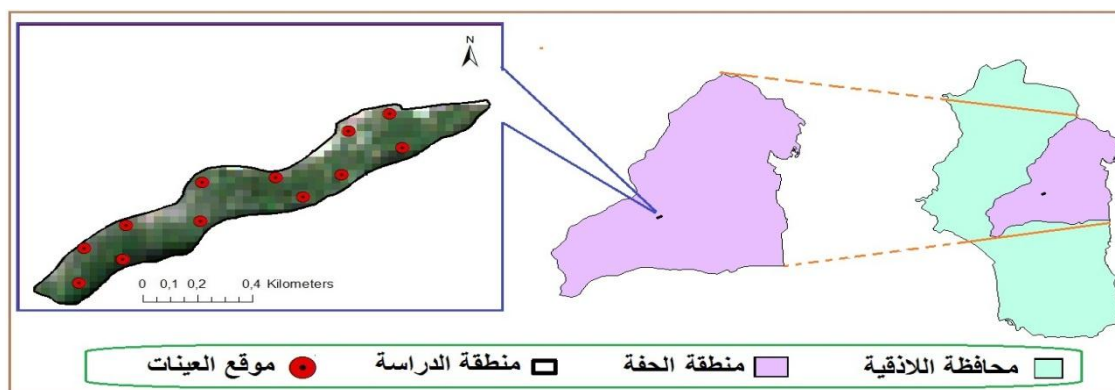 N
0 0,1 0,2 0,4 Kilometers
محافظة اللاذقية
منطقة الحفة
منطقة الدراسة
موقع العينات